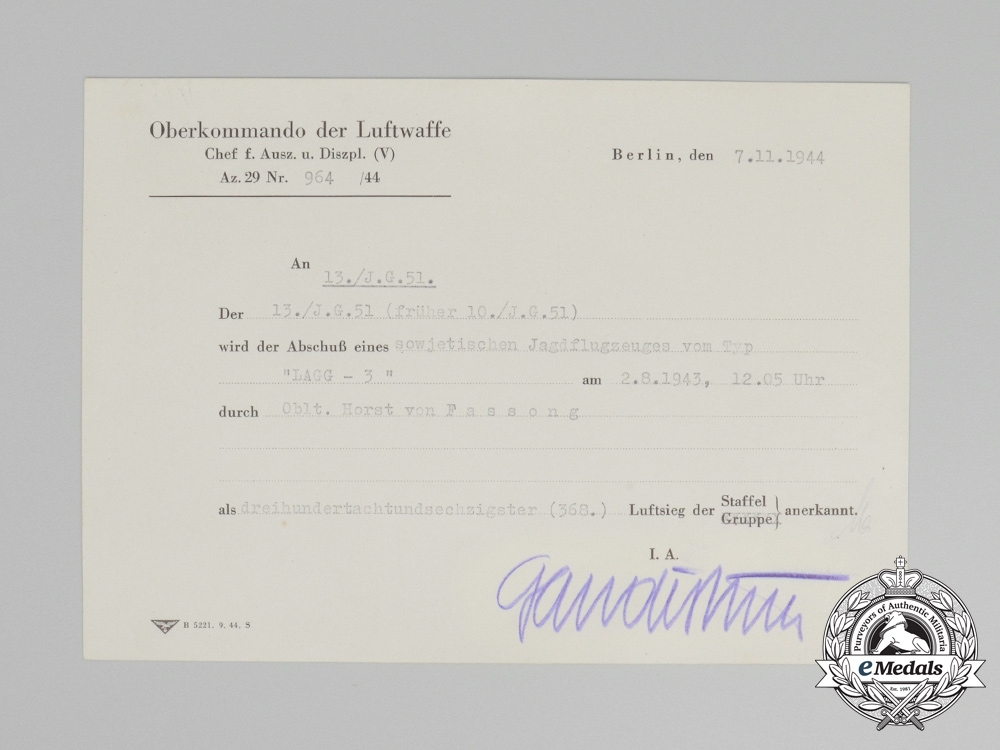 Oberkommando der Luftwaffe
Chef f. Ausz. u. Diszpl. (V)
Az. 29 Nr. 964 /44
Berlin, den 7.11.1944
An
13./J.G.51.
Der 13./J.G.51 (früher 10./J.G.51)
wird der Abschuß eines sowjetischen Jagdflugzeuges vom Typ
"LAGG - 3 " am 2.8.1943, 12.05 Uhr
durch Oblt. Horst von F a s s o n g
als dreihundertachtundsechzigster (368.) Luftsieg der Staffel
Gruppe anerkannt.
I. A.
B 5221. 9. 44. S
Purveyors of Authentic Militaria
eMedals
Est. 1967